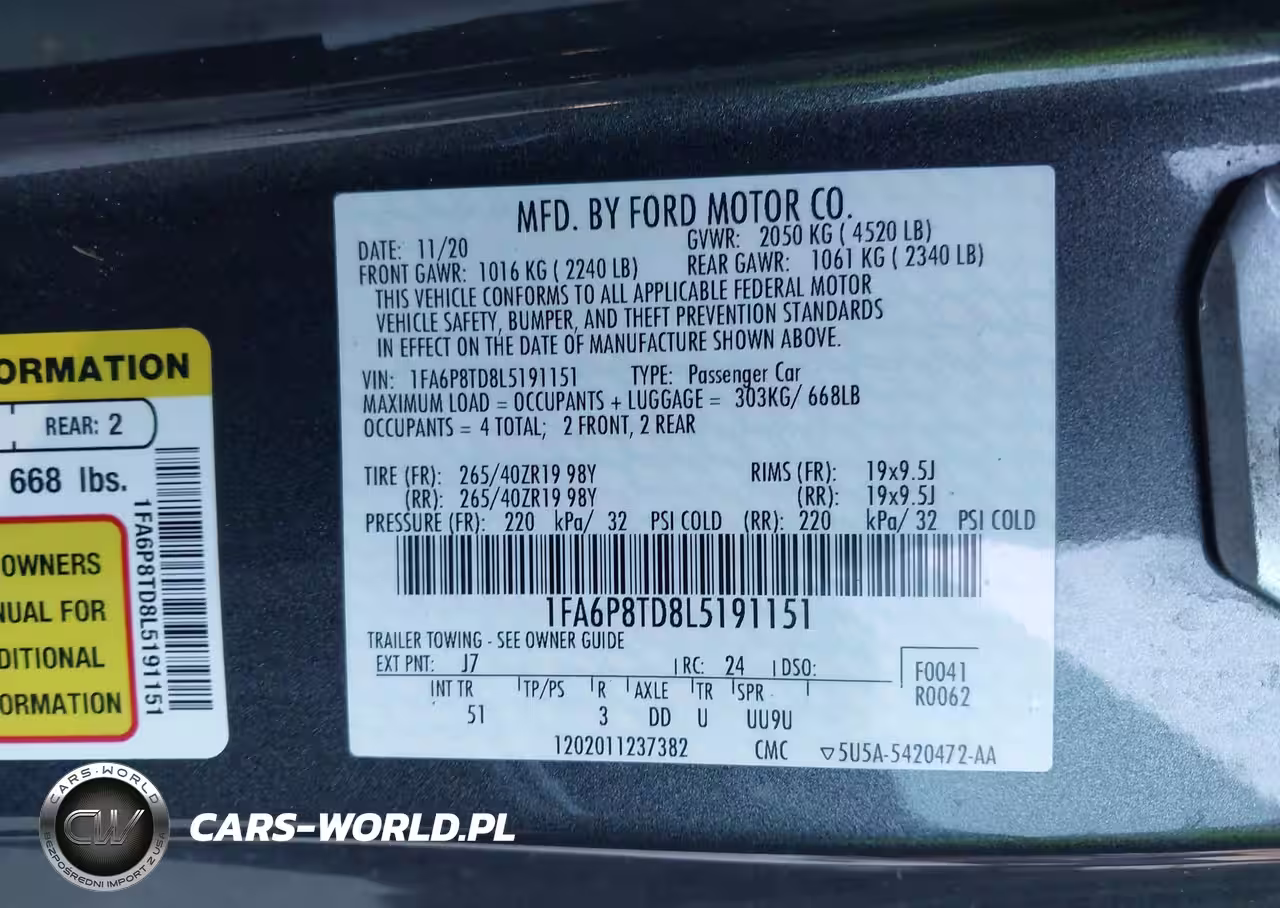 MFD. BY FORD MOTOR CO.
DATE: 11/20 GVWR: 2050 KG ( 4520 LB)
FRONT GAWR: 1016 KG ( 2240 LB) REAR GAWR: 1061 KG ( 2340 LB)
THIS VEHICLE CONFORMS TO ALL APPLICABLE FEDERAL MOTOR
VEHICLE SAFETY, BUMPER, AND THEFT PREVENTION STANDARDS
IN EFFECT ON THE DATE OF MANUFACTURE SHOWN ABOVE.
VIN: 1FA6P8TD8L5191151 TYPE: Passenger Car
MAXIMUM LOAD = OCCUPANTS + LUGGAGE = 303KG/ 668LB
OCCUPANTS = 4 TOTAL; 2 FRONT, 2 REAR
TIRE (FR): 265/40ZR19 98Y RIMS (FR): 19x9.5J
(RR): 265/40ZR19 98Y (RR): 19x9.5J
PRESSURE (FR): 220 kPa/ 32 PSI COLD (RR): 220 kPa/ 32 PSI COLD
1FA6P8TD8L5191151
TRAILER TOWING - SEE OWNER GUIDE
EXT PNT: J7 RC: 24 DSO:
F0041
R0062
INT TR TP/PS R AXLE TR SPR
51 3 DD U UU9U
1202011237382 CMC ▽5U5A-5420472-AA
ORMATION
REAR: 2
668 lbs.
OWNERS
NUAL FOR
DITIONAL
ORMATION
1FA6P8TD8L5191151
CARS-WORLD
CW
BEZPOŚREDNI IMPORT Z USA
CARS-WORLD.PL